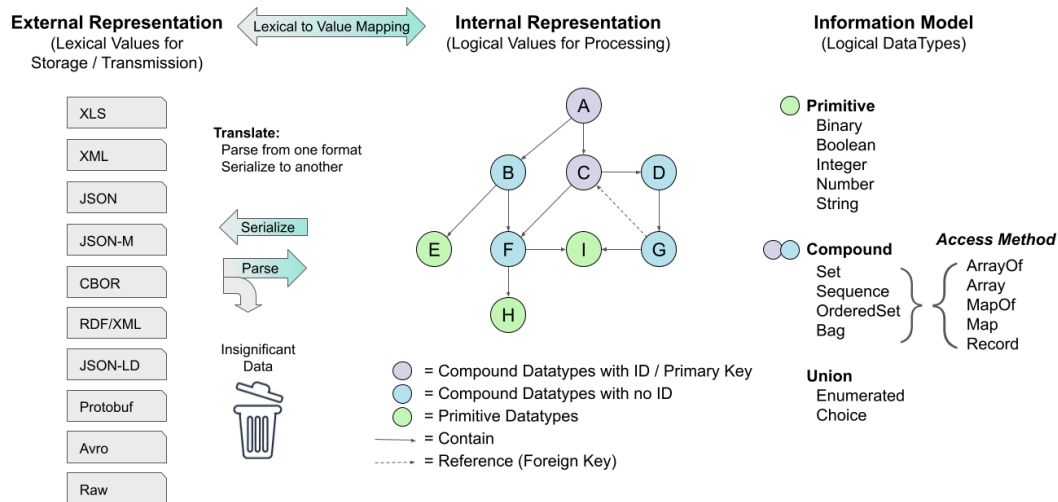 External Representation
(Lexical Values for
Storage / Transmission)
Lexical to Value Mapping
Internal Representation
(Logical Values for Processing)
Information Model
(Logical DataTypes)
XLS
XML
JSON
JSON-M
CBOR
RDF/XML
JSON-LD
Protobuf
Avro
Raw
Translate:
Parse from one format
Serialize to another
Serialize
Parse
Insignificant
Data
A
B
C
D
E
F
I
G
H
= Compound Datatypes with ID / Primary Key
= Compound Datatypes with no ID
= Primitive Datatypes
= Contain
= Reference (Foreign Key)
Primitive
Binary
Boolean
Integer
Number
String
Compound
Set
Sequence
OrderedSet
Bag
Access Method
ArrayOf
Array
MapOf
Map
Record
Union
Enumerated
Choice